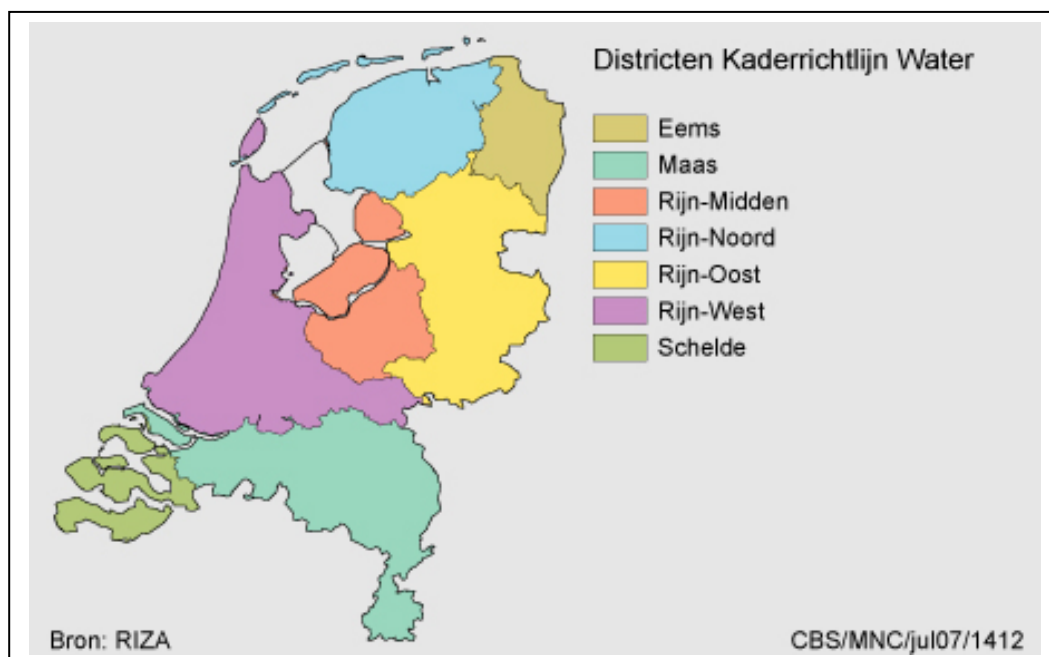 Districten Kaderrichtlijn Water
Eems
Maas
Rijn-Midden
Rijn-Noord
Rijn-Oost
Rijn-West
Schelde
Bron: RIZA
CBS/MNC/jul07/1412